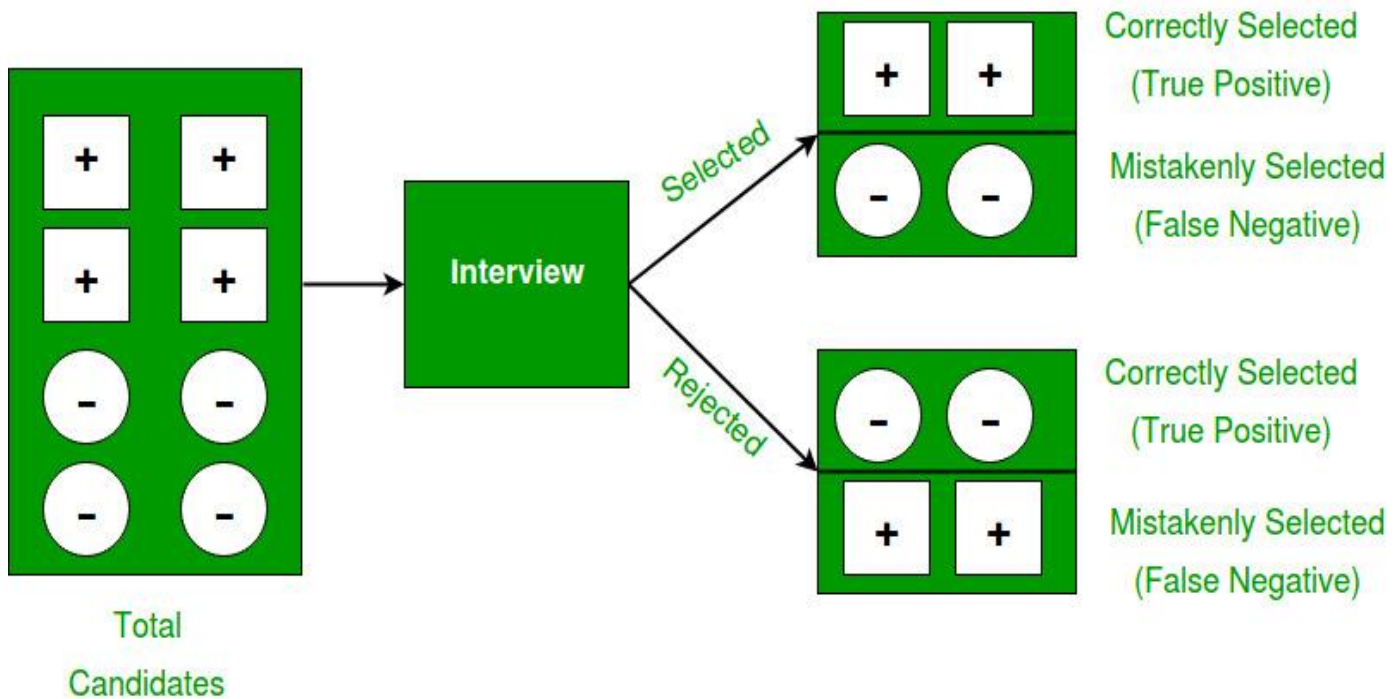 + +
+ +
- -
- -
Total
Candidates
Interview
Selected
Rejected
+ +
- -
Correctly Selected
(True Positive)
Mistakenly Selected
(False Negative)
- -
+ +
Correctly Selected
(True Positive)
Mistakenly Selected
(False Negative)